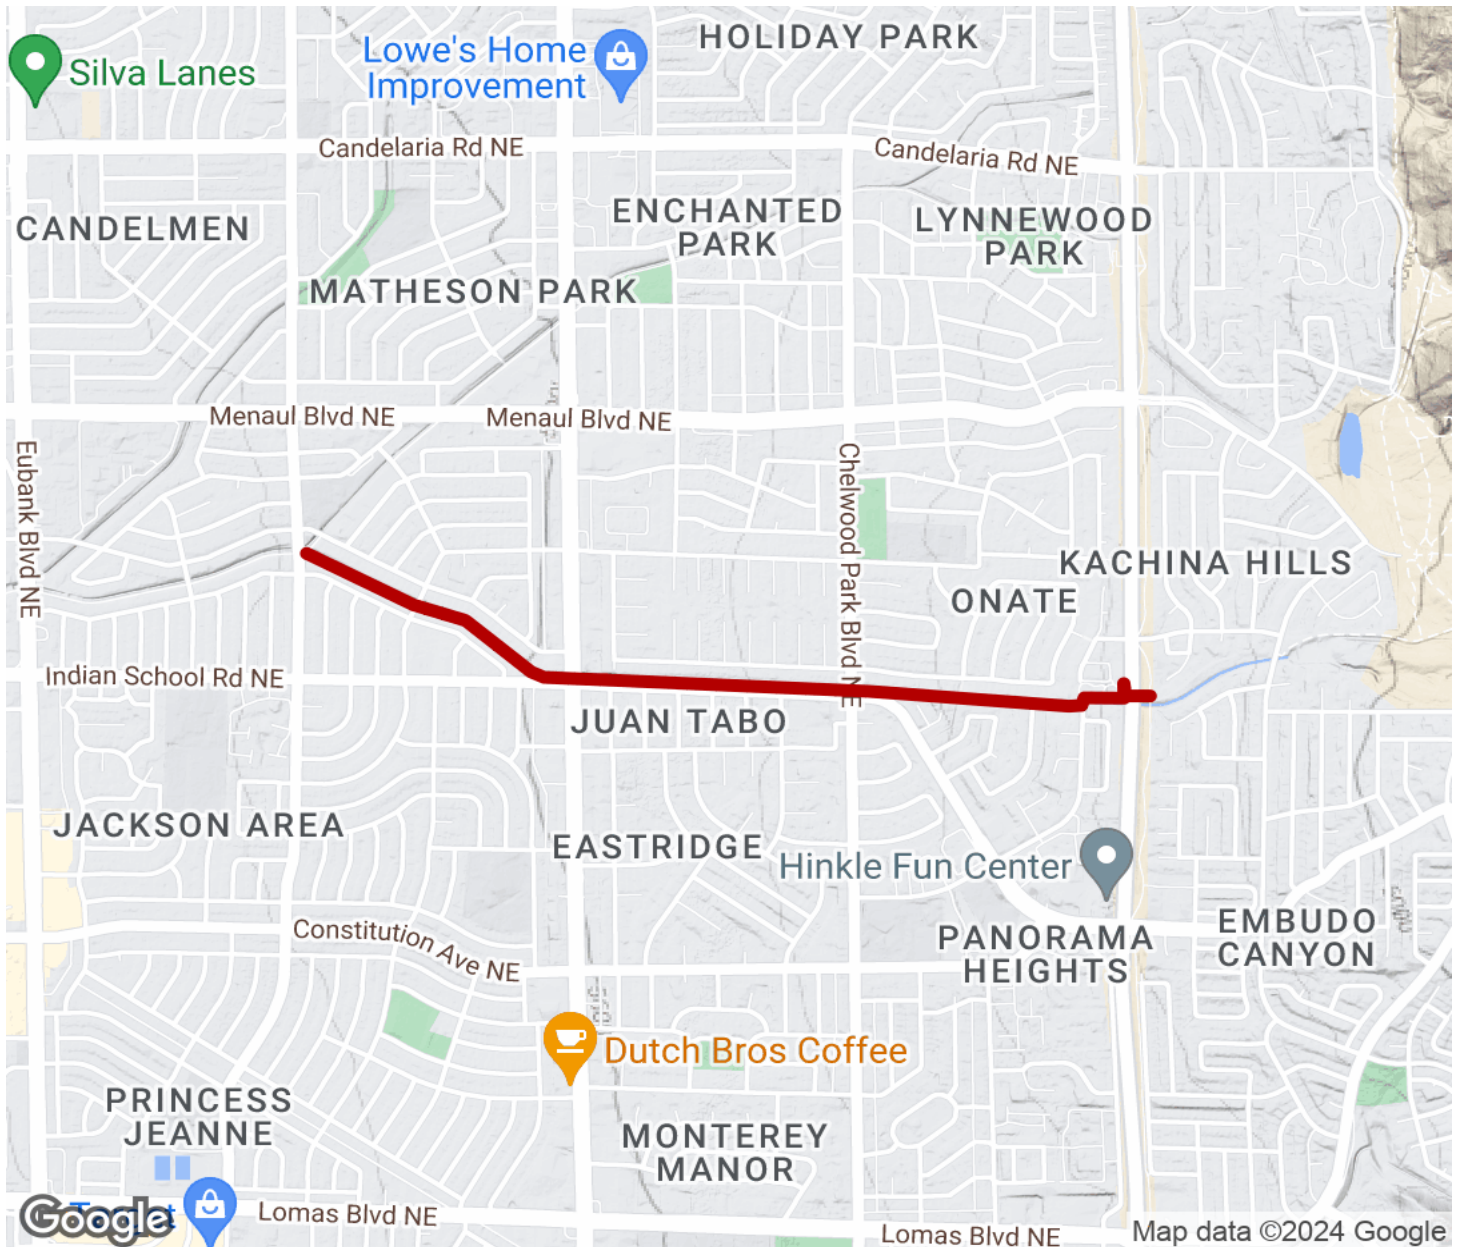 HOLIDAY PARK
Lowe's Home
Improvement
Silva Lanes
Candelaria Rd NE
Candelaria Rd NE
CANDELMEN
ENCHANTED
PARK
LYNNEWOOD
PARK
MATHESON PARK
Menaul Blvd NE
Menaul Blvd NE
Eubank Blvd NE
Chelwood Park Blvd NE
KACHINA HILLS
ONATE
Indian School Rd NE
JUAN TABO
JACKSON AREA
EASTRIDGE
Hinkle Fun Center
Constitution Ave NE
PANORAMA
HEIGHTS
EMBUDO
CANYON
Dutch Bros Coffee
PRINCESS
JEANNE
MONTEREY
MANOR
Target
Google
Lomas Blvd NE
Lomas Blvd NE
Map data ©2024 Google